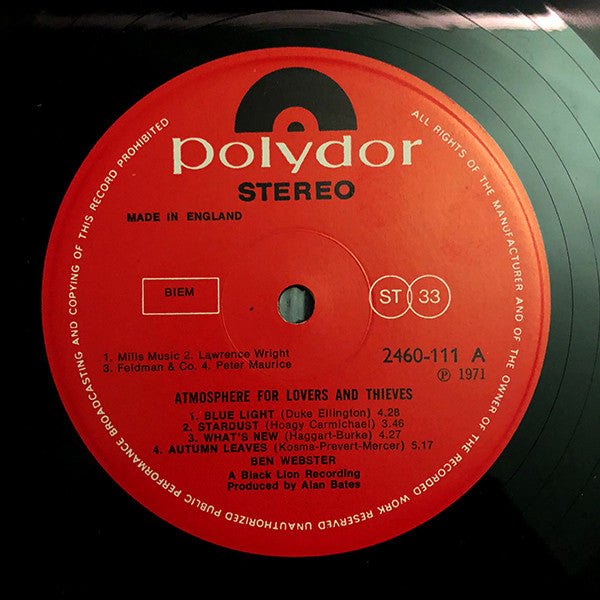 polydor
STEREO
MADE IN ENGLAND
BIEM
ST 33
1. Mills Music 2. Lawrence Wright
3. Feldman & Co. 4. Peter Maurice
2460-111 A
Ⓟ 1971
ATMOSPHERE FOR LOVERS AND THIEVES
1. BLUE LIGHT (Duke Ellington) 4.28
2. STARDUST (Hoagy Carmichael) 3.46
3. WHAT'S NEW (Haggart-Burke) 4.27
4. AUTUMN LEAVES (Kosma-Prevert-Mercer) 5.17
BEN WEBSTER
A Black Lion Recording
Produced by Alan Bates
ALL RIGHTS OF THE MANUFACTURER AND OF THE OWNER OF THE RECORDED WORK RESERVED UNAUTHORIZED PUBLIC PERFORMANCE BROADCASTING AND COPYING OF THIS RECORD PROHIBITED